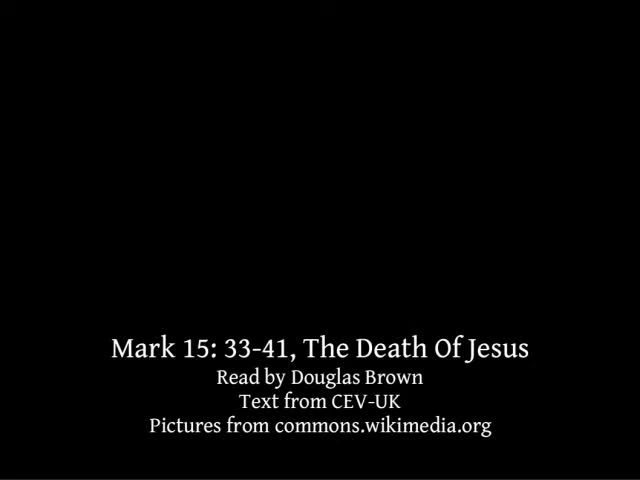 Mark 15: 33-41, The Death Of Jesus
Read by Douglas Brown
Text from CEV-UK
Pictures from commons.wikimedia.org